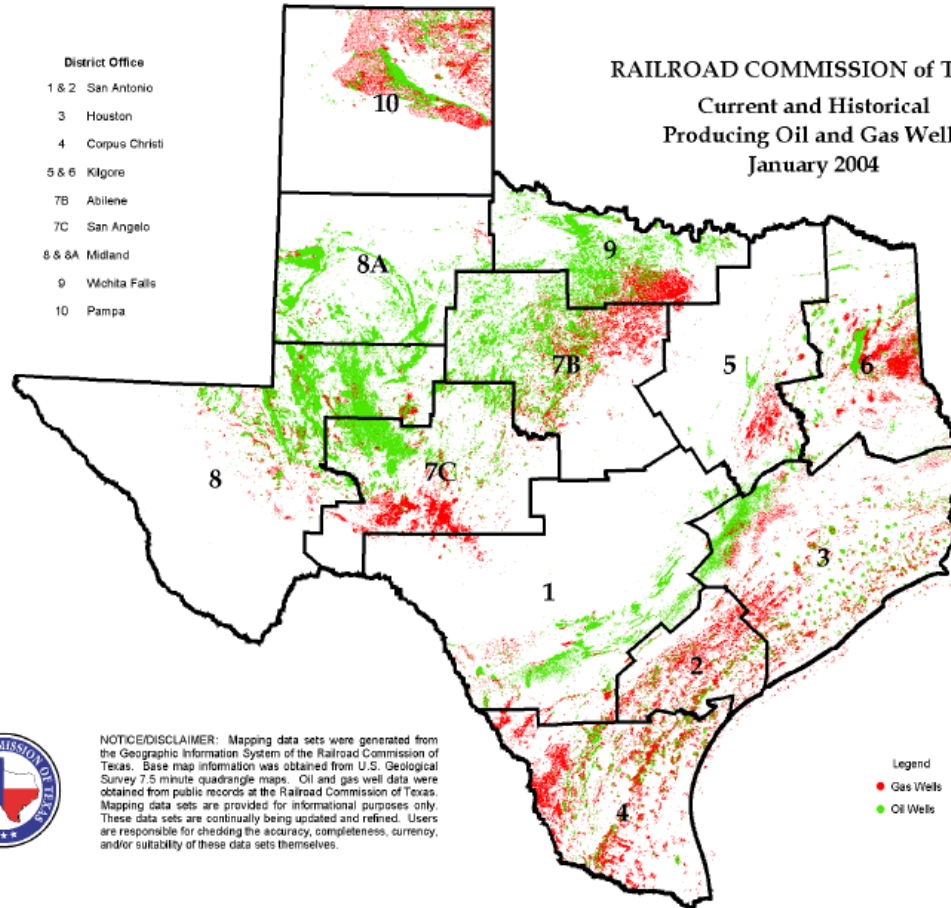 District Office
1 & 2 San Antonio
3 Houston
4 Corpus Christi
5 & 6 Kilgore
7B Abilene
7C San Angelo
8 & 8A Midland
9 Wichita Falls
10 Pampa
RAILROAD COMMISSION of T
Current and Historical
Producing Oil and Gas Well
January 2004
10
9
8A
7B
5
6
8
7C
3
1
2
4
MISSION OF TEXAS
NOTICE/DISCLAIMER: Mapping data sets were generated from
the Geographic Information System of the Railroad Commission of
Texas. Base map information was obtained from U.S. Geological
Survey 7.5 minute quadrangle maps. Oil and gas well data were
obtained from public records at the Railroad Commission of Texas.
Mapping data sets are provided for informational purposes only.
These data sets are continually being updated and refined. Users
are responsible for checking the accuracy, completeness, currency,
and/or suitability of these data sets themselves.
Legend
Gas Wells
Oil Wells